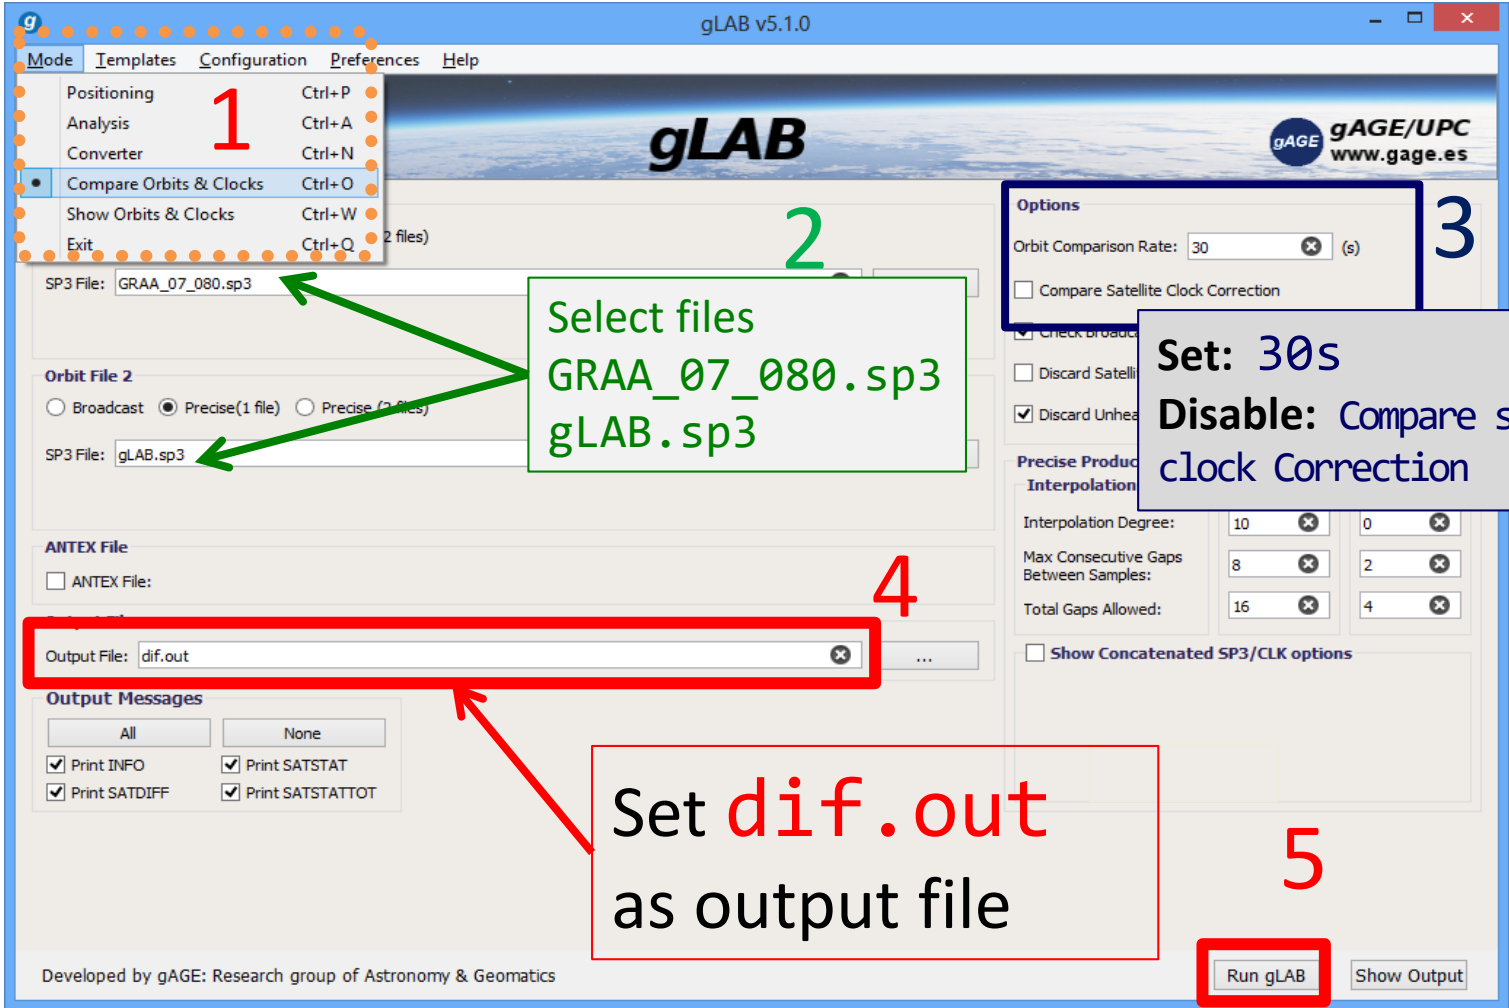 g
gLAB v5.1.0
Mode Templates Configuration Preferences Help
Positioning Ctrl+P
Analysis Ctrl+A
Converter Ctrl+N
Compare Orbits & Clocks Ctrl+O
Show Orbits & Clocks Ctrl+W
Exit Ctrl+Q
1
gLAB
gAGE
gAGE/UPC
www.gage.es
2 files)
SP3 File: GRAA_07_080.sp3
2
Select files
GRAA_07_080.sp3
gLAB.sp3
Orbit File 2
Broadcast Precise(1 file) Precise (2 files)
SP3 File: gLAB.sp3
ANTEX File
ANTEX File:
4
Output File: dif.out ...
Output Messages
All None
Print INFO Print SATSTAT
Print SATDIFF Print SATSTATTOT
Set dif.out
as output file
Options
Orbit Comparison Rate: 30 (s)
Compare Satellite Clock Correction
3
Check Broadca
Discard Satelli
Discard Unhea
Set: 30s
Disable: Compare s
clock Correction
Precise Produc
Interpolation
Interpolation Degree: 10 0
Max Consecutive Gaps
Between Samples: 8 2
Total Gaps Allowed: 16 4
Show Concatenated SP3/CLK options
5
Developed by gAGE: Research group of Astronomy & Geomatics
Run gLAB Show Output